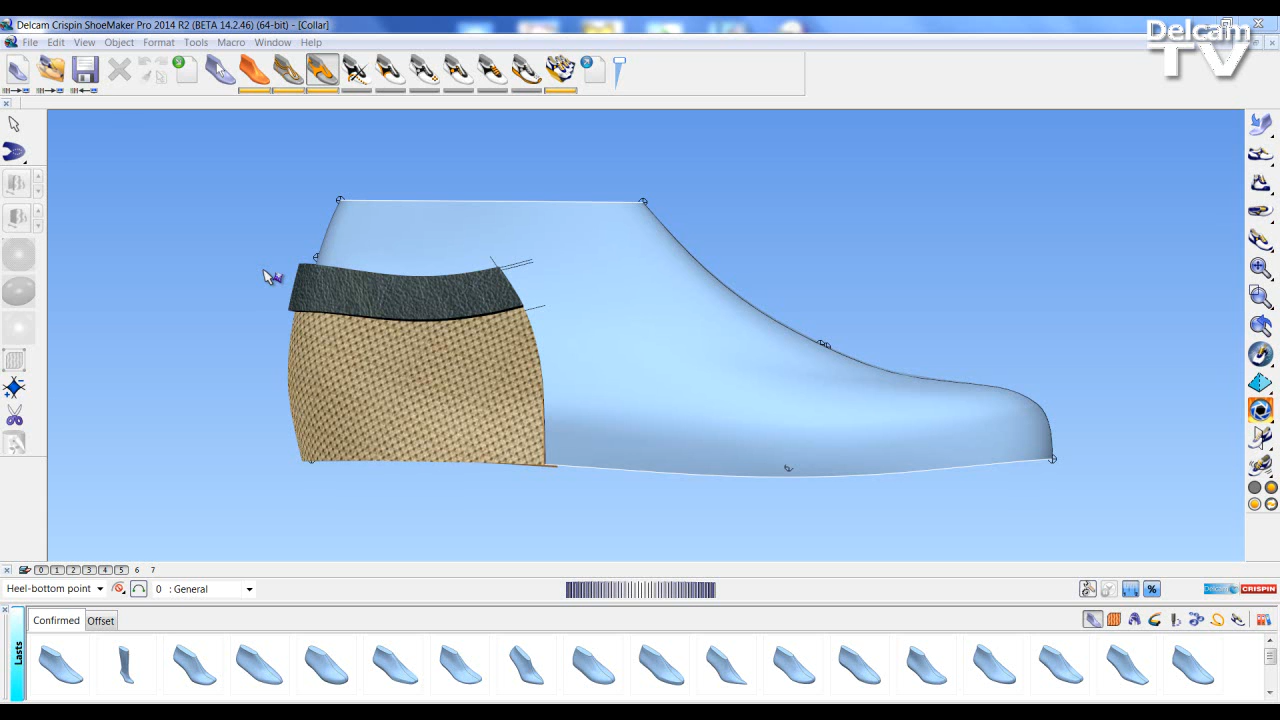 Delcam Crispin ShoeMaker Pro 2014 R2 (BETA 14.2.46) (64-bit) - [Collar]
Delcam
TV
File Edit View Object Format Tools Macro Window Help
0 1 2 3 4 5 6 7
Heel-bottom point 0 : General
%
Delcam CRISPIN
Confirmed Offset
Lasts